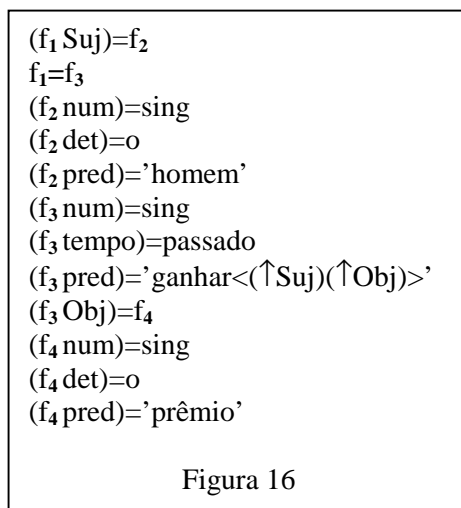 (f₁ Suj)=f₂
f₁=f₃
(f₂ num)=sing
(f₂ det)=o
(f₂ pred)=’homem’
(f₃ num)=sing
(f₃ tempo)=passado
(f₃ pred)=’ganhar<(↑Suj)(↑Obj)>’
(f₃ Obj)=f₄
(f₄ num)=sing
(f₄ det)=o
(f₄ pred)=’prêmio’
Figura 16